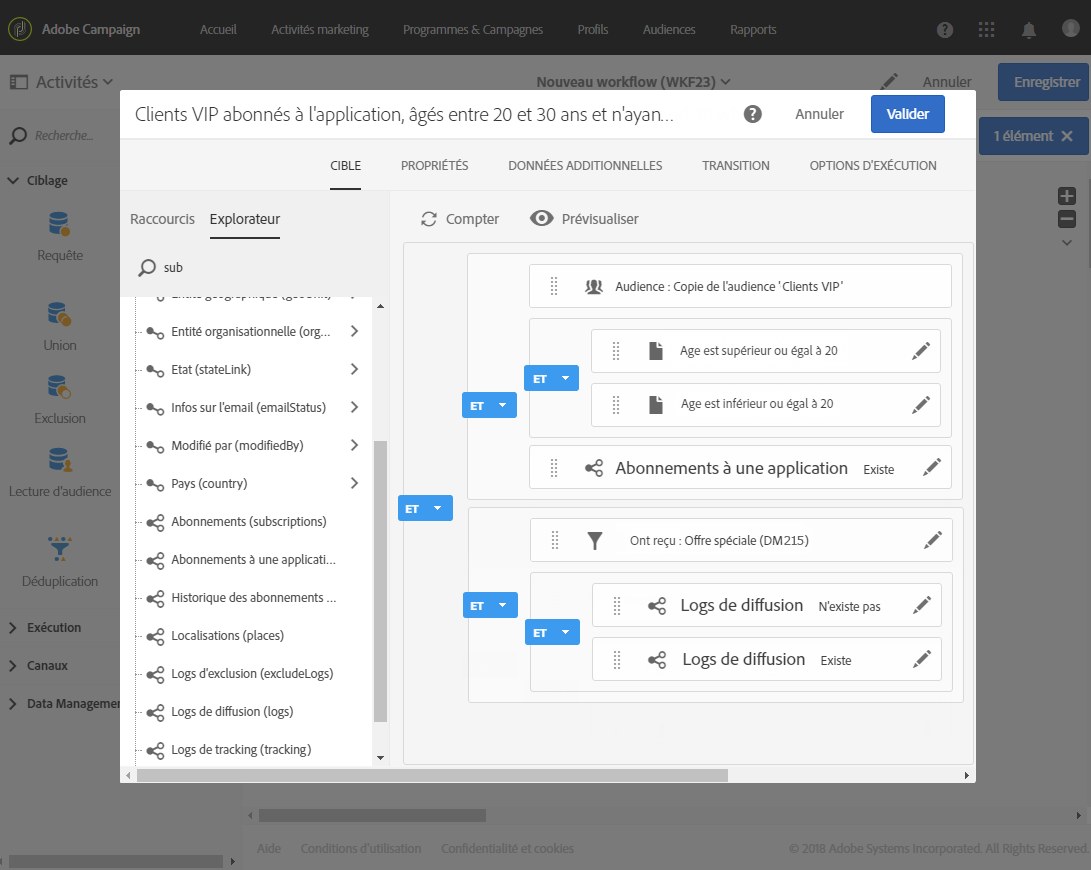 Adobe Campaign
Accueil
Activités marketing
Programmes & Campagnes
Profils
Audiences
Rapports
Activités
Nouveau workflow (WKF23)
Annuler
Enregistrer
Clients VIP abonnés à l'application, âgés entre 20 et 30 ans et n'ayan...
Annuler
Valider
Recherche...
1 élément
CIBLE
PROPRIÉTÉS
DONNÉES ADDITIONNELLES
TRANSITION
OPTIONS D'EXÉCUTION
Ciblage
Requête
Union
Exclusion
Lecture d'audience
Déduplication
Exécution
Canaux
Data Managemen
Raccourcis
Explorateur
sub
Entité géographique (geoUnit)
Entité organisationnelle (org...
Etat (stateLink)
Infos sur l'email (emailStatus)
Modifié par (modifiedBy)
Pays (country)
Abonnements (subscriptions)
Abonnements à une applicati...
Historique des abonnements ...
Localisations (places)
Logs d'exclusion (excludeLogs)
Logs de diffusion (logs)
Logs de tracking (tracking)
Compter
Prévisualiser
Audience : Copie de l'audience 'Clients VIP'
Age est supérieur ou égal à 20
ET
Age est inférieur ou égal à 20
ET
Abonnements à une application Existe
ET
Ont reçu : Offre spéciale (DM215)
ET
Logs de diffusion N'existe pas
ET
Logs de diffusion Existe
Aide
Conditions d'utilisation
Confidentialité et cookies
© 2018 Adobe Systems Incorporated. All Rights Reserved.